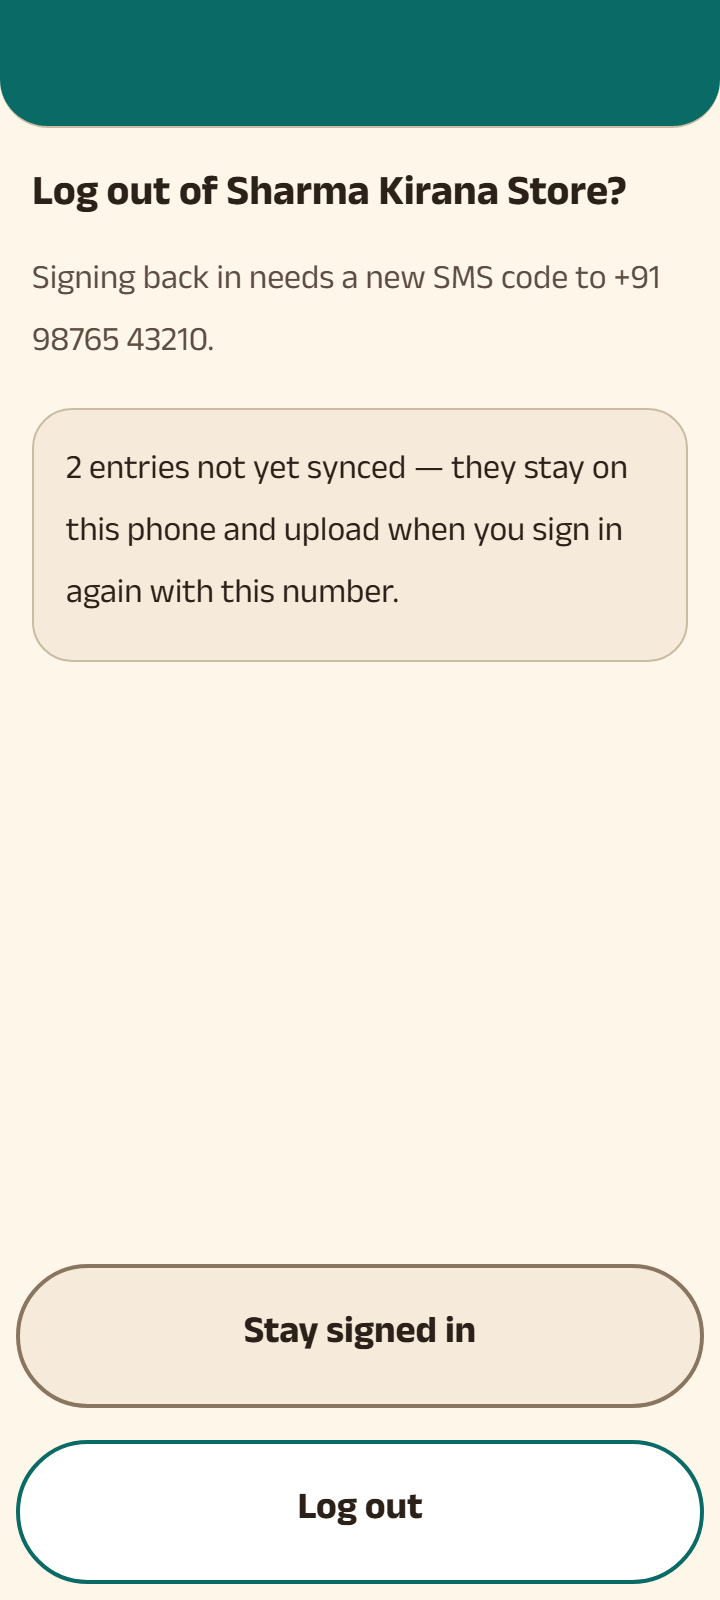 Log out of Sharma Kirana Store?
Signing back in needs a new SMS code to +91
98765 43210.
2 entries not yet synced — they stay on
this phone and upload when you sign in
again with this number.
Stay signed in
Log out